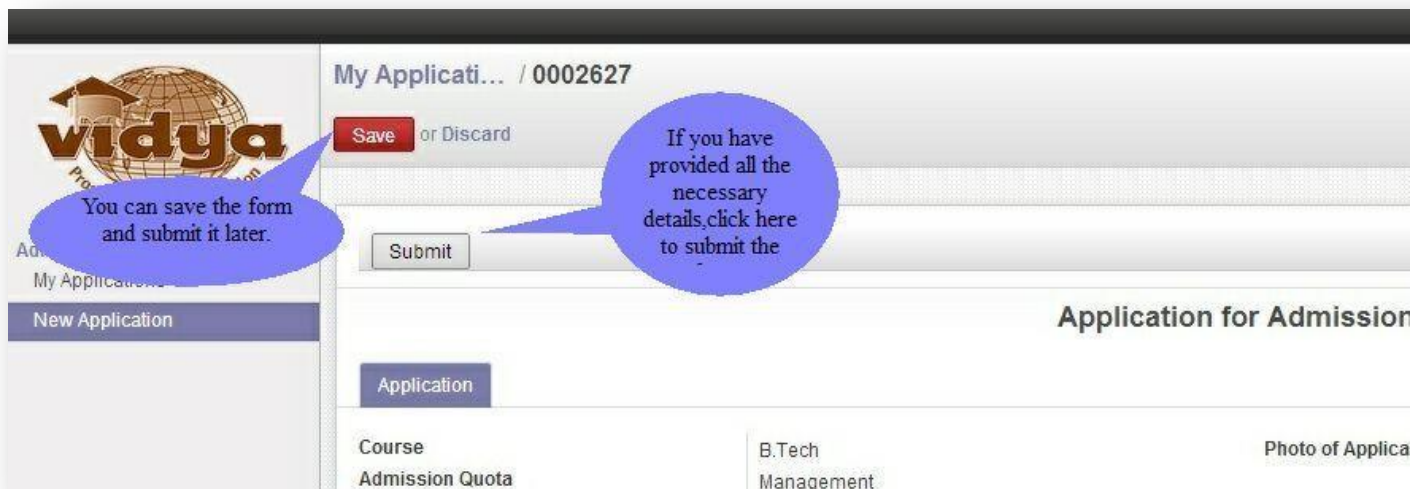 My Applicati... / 0002627
vidya
Save or Discard
If you have
provided all the
necessary
details,click here
to submit the
You can save the form
and submit it later.
Submit
My Applications
New Application
Application for Admission
Application
Course B.Tech Photo of Applica
Admission Quota Management